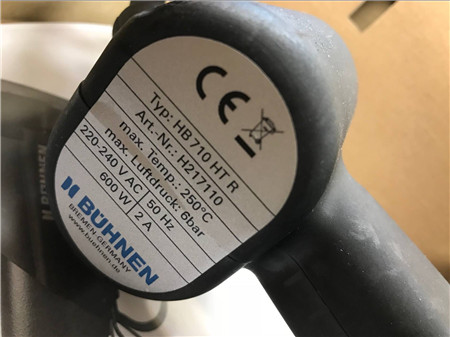 CE
Typ: HB 710 HT R
Art.-Nr.: H217110
max. Temp.: 250°C
max. Luftdruck: 6bar
220-240 V AC | 50 Hz
600 W | 2 A
BÜHNEN
BREMEN GERMANY
www.buehnen.de
BÜHNEN